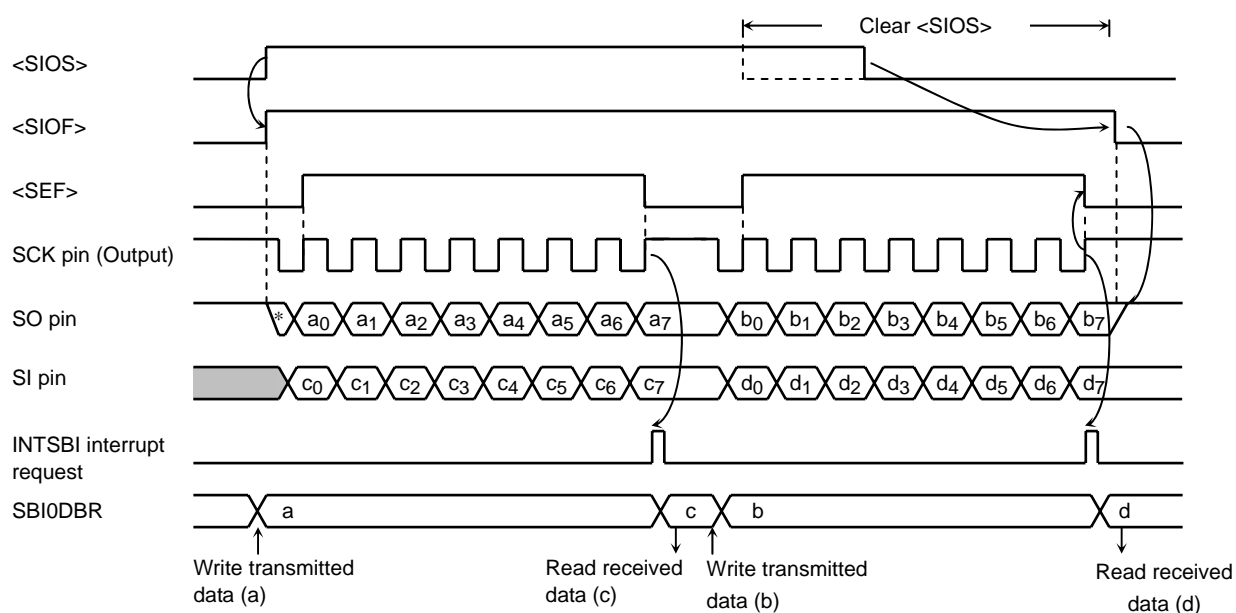 Clear <SIOS>
<SIOS>
<SIOF>
<SEF>
SCK pin (Output)
SO pin * a0 a1 a2 a3 a4 a5 a6 a7 b0 b1 b2 b3 b4 b5 b6 b7
SI pin c0 c1 c2 c3 c4 c5 c6 c7 d0 d1 d2 d3 d4 d5 d6 d7
INTSBI interrupt
request
SBI0DBR a c b d
Write transmitted
data (a)
Read received
data (c)
Write transmitted
data (b)
Read received
data (d)